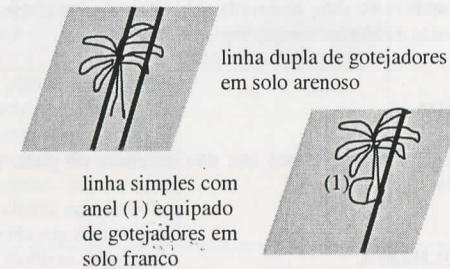 linha dupla de gotejadores
em solo arenoso
(1)
linha simples com
anel (1) equipado
de gotejadores em
solo franco